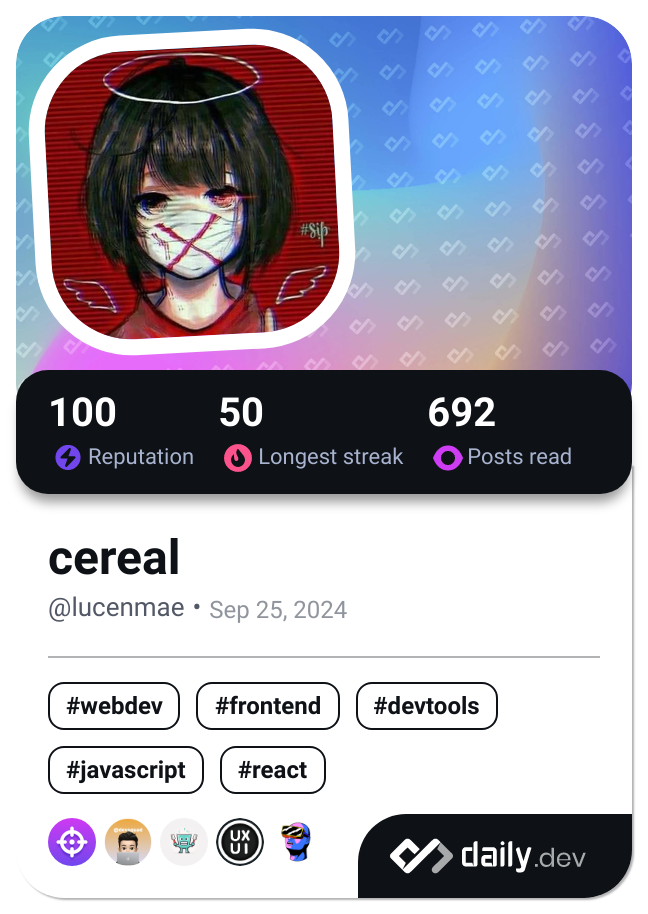 #Sip
100 50 692
Reputation Longest streak Posts read
cereal
@lucenmae • Sep 25, 2024
#webdev #frontend #devtools
#javascript #react
UX
UI
daily.dev